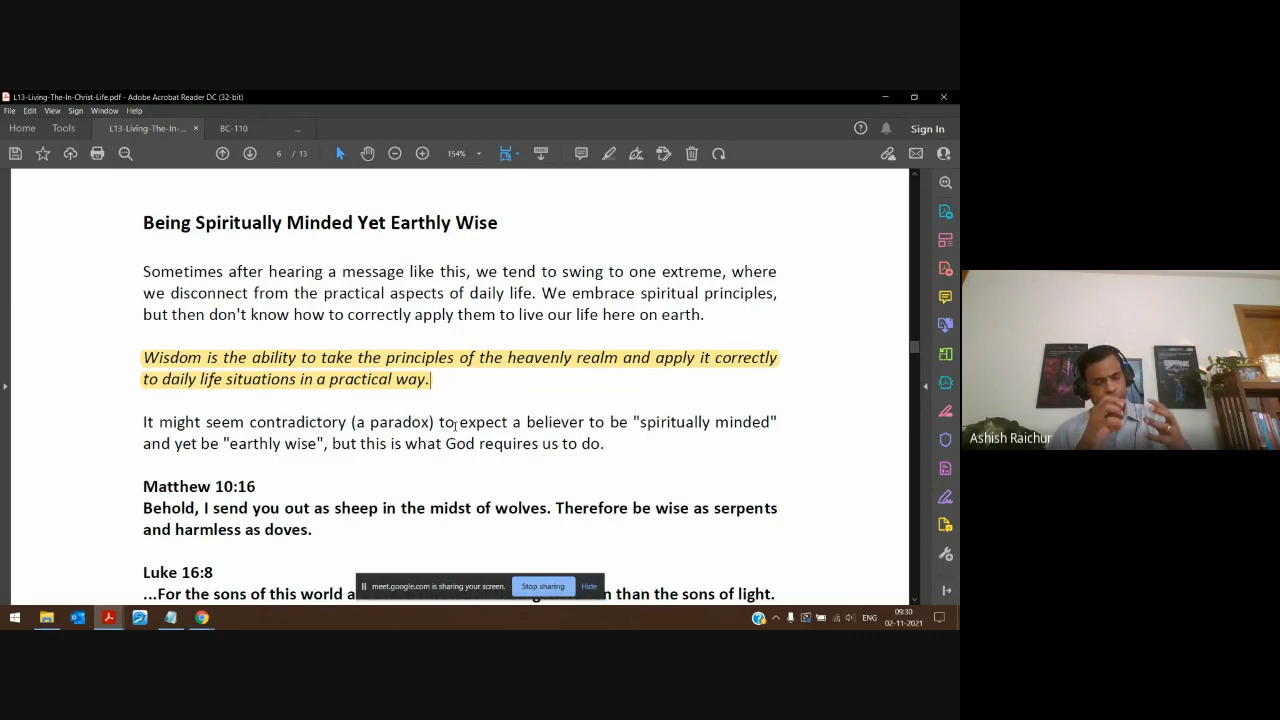 L13-Living-The-In-Christ-Life.pdf - Adobe Acrobat Reader DC (32-bit)
File Edit View Sign Window Help
Home Tools L13-Living-The-In-... × BC-110 ... Sign In
6 / 13 154%
Being Spiritually Minded Yet Earthly Wise
Sometimes after hearing a message like this, we tend to swing to one extreme, where
we disconnect from the practical aspects of daily life. We embrace spiritual principles,
but then don't know how to correctly apply them to live our life here on earth.
Wisdom is the ability to take the principles of the heavenly realm and apply it correctly
to daily life situations in a practical way.
It might seem contradictory (a paradox) to expect a believer to be "spiritually minded"
and yet be "earthly wise", but this is what God requires us to do.
Matthew 10:16
Behold, I send you out as sheep in the midst of wolves. Therefore be wise as serpents
and harmless as doves.
Luke 16:8
...For the sons of this world than the sons of light.
meet.google.com is sharing your screen. Stop sharing Hide
Ashish Raichur
ENG
09:30
02-11-2021